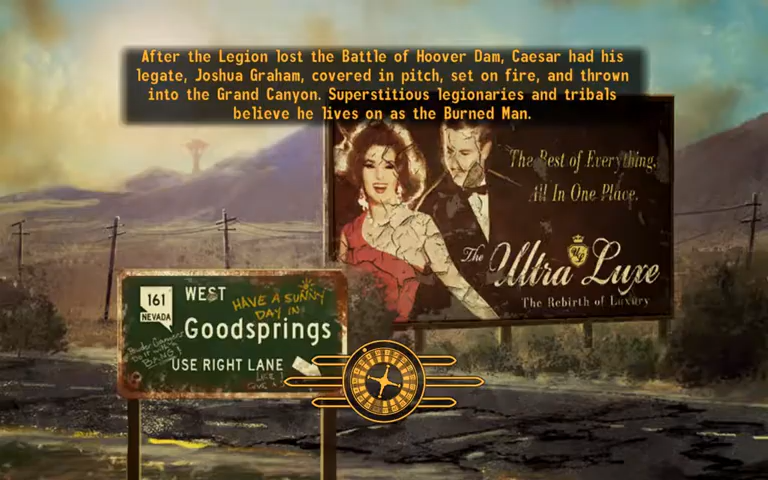 After the Legion lost the Battle of Hoover Dam, Caesar had his
legate, Joshua Graham, covered in pitch, set on fire, and thrown
into the Grand Canyon. Superstitious legionaries and tribals
believe he lives on as the Burned Man.
The Best of Everything.
All In One Place.
The Ultra Luxe
The Rebirth of Luxury
161
NEVADA
WEST
HAVE A SUNNY
DAY IN
Goodsprings
USE RIGHT LANE
Powder Gangers
BANG!